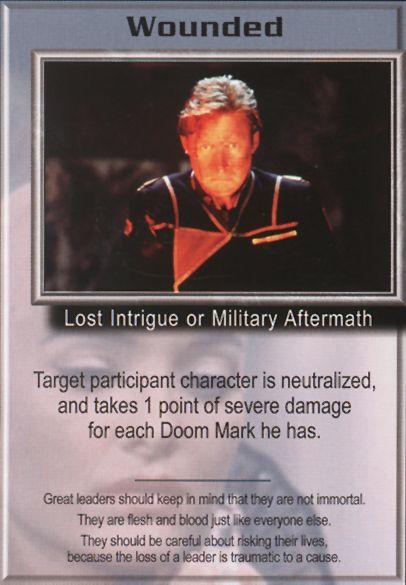 Wounded
Lost Intrigue or Military Aftermath
Target participant character is neutralized,
and takes 1 point of severe damage
for each Doom Mark he has.
Great leaders should keep in mind that they are not immortal.
They are flesh and blood just like everyone else.
They should be careful about risking their lives,
because the loss of a leader is traumatic to a cause.